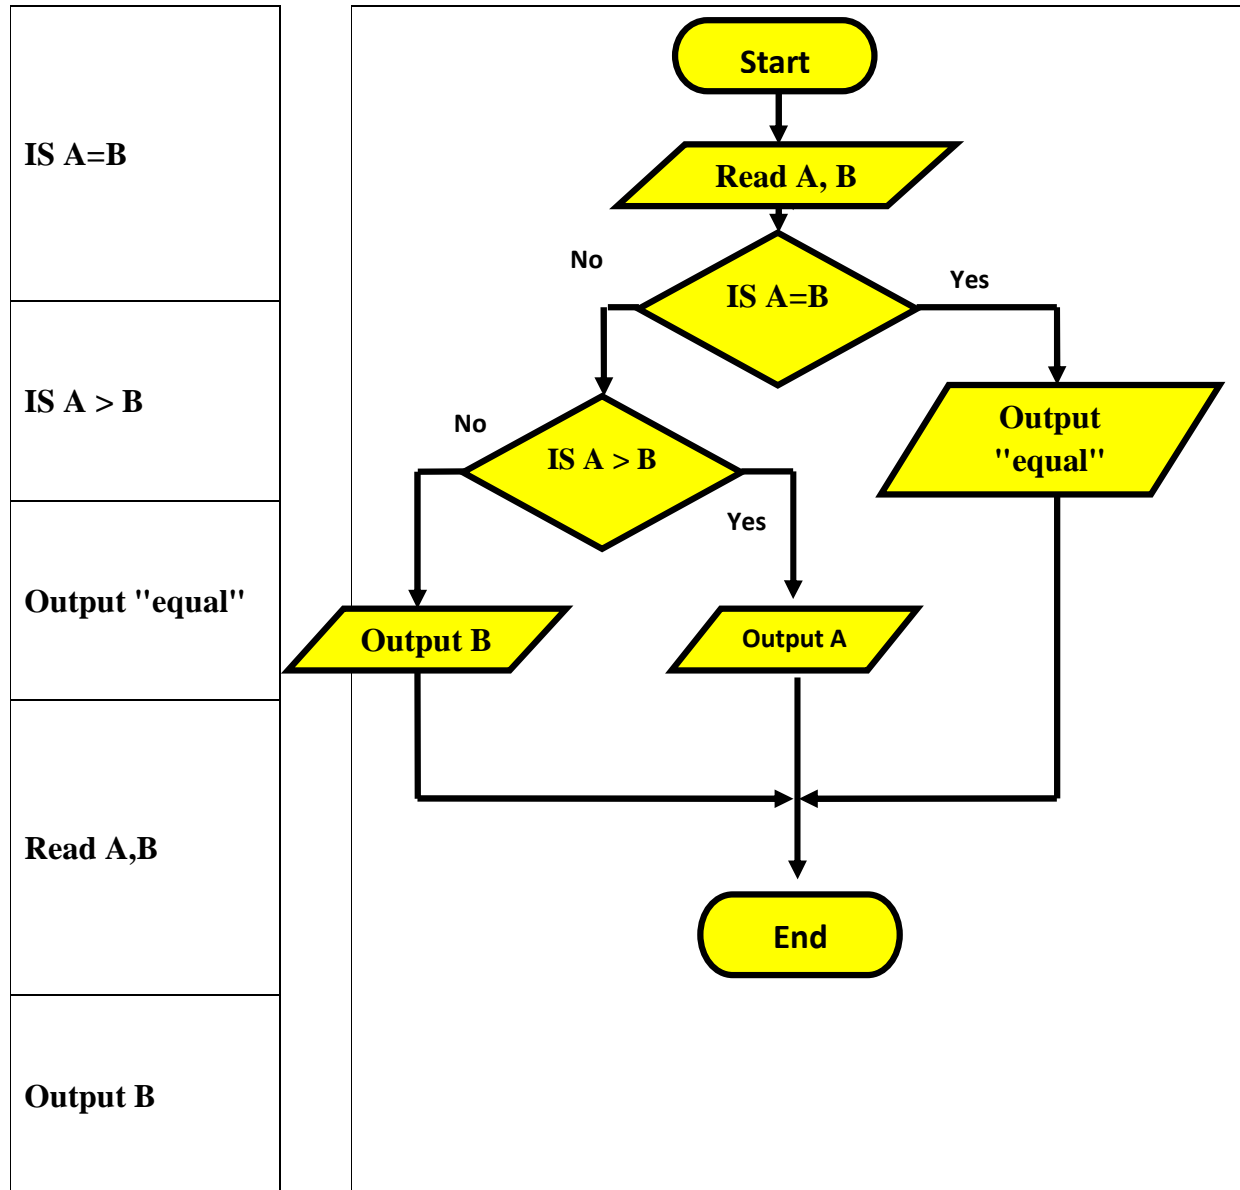 IS A=B
IS A > B
Output "equal"
Read A,B
Output B
Start
Read A, B
No
IS A=B
Yes
Output
"equal"
No
IS A > B
Yes
Output B
Output A
End